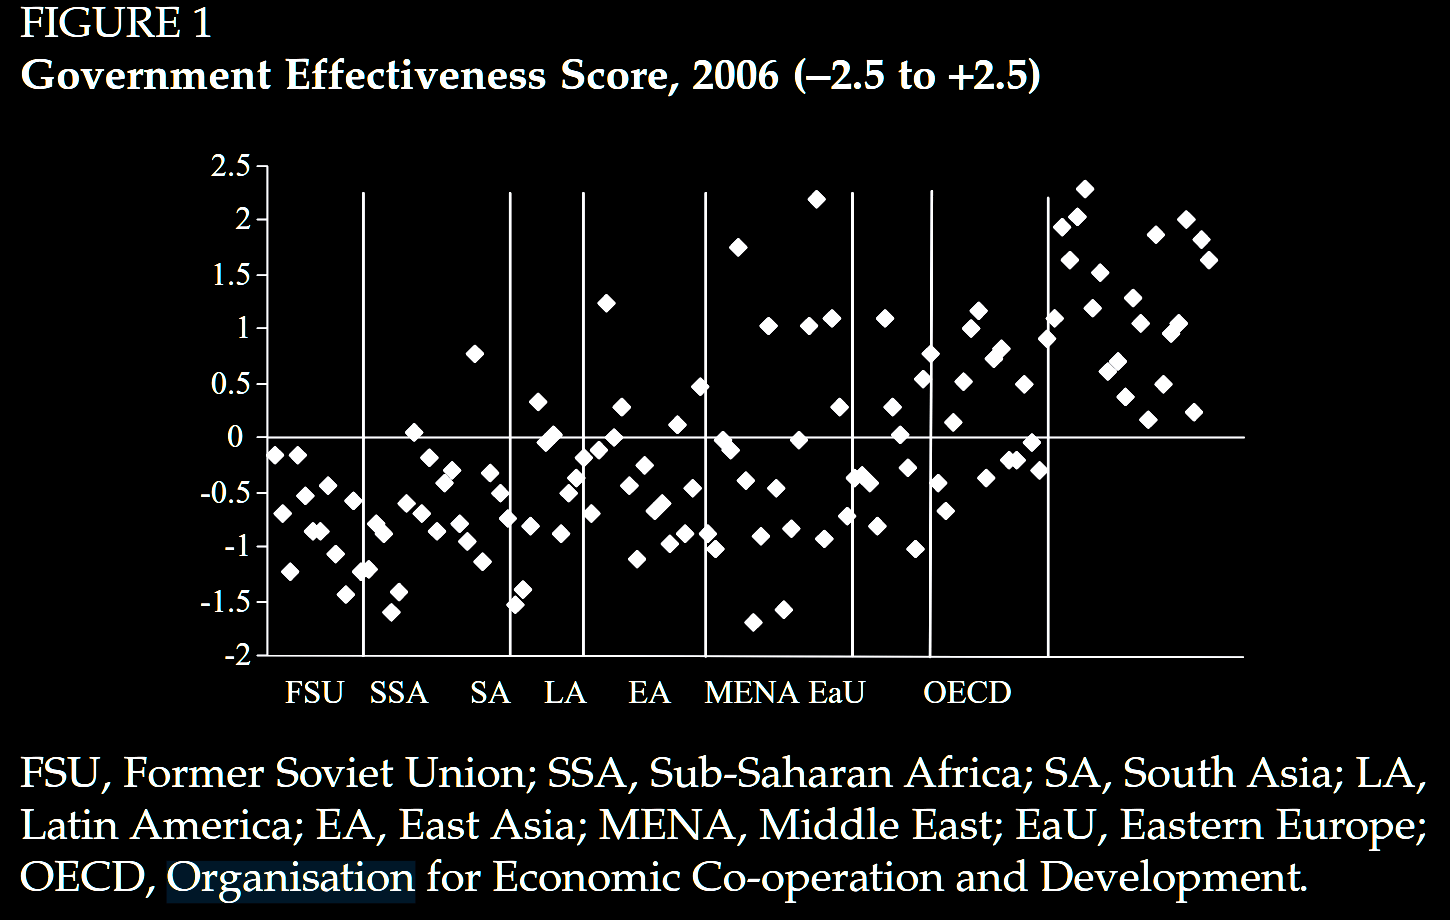 FIGURE 1
Government Effectiveness Score, 2006 (–2.5 to +2.5)
2.5
2
1.5
1
0.5
0
-0.5
-1
-1.5
-2
FSU SSA SA LA EA MENA EaU OECD
FSU, Former Soviet Union; SSA, Sub-Saharan Africa; SA, South Asia; LA,
Latin America; EA, East Asia; MENA, Middle East; EaU, Eastern Europe;
OECD, Organisation for Economic Co-operation and Development.